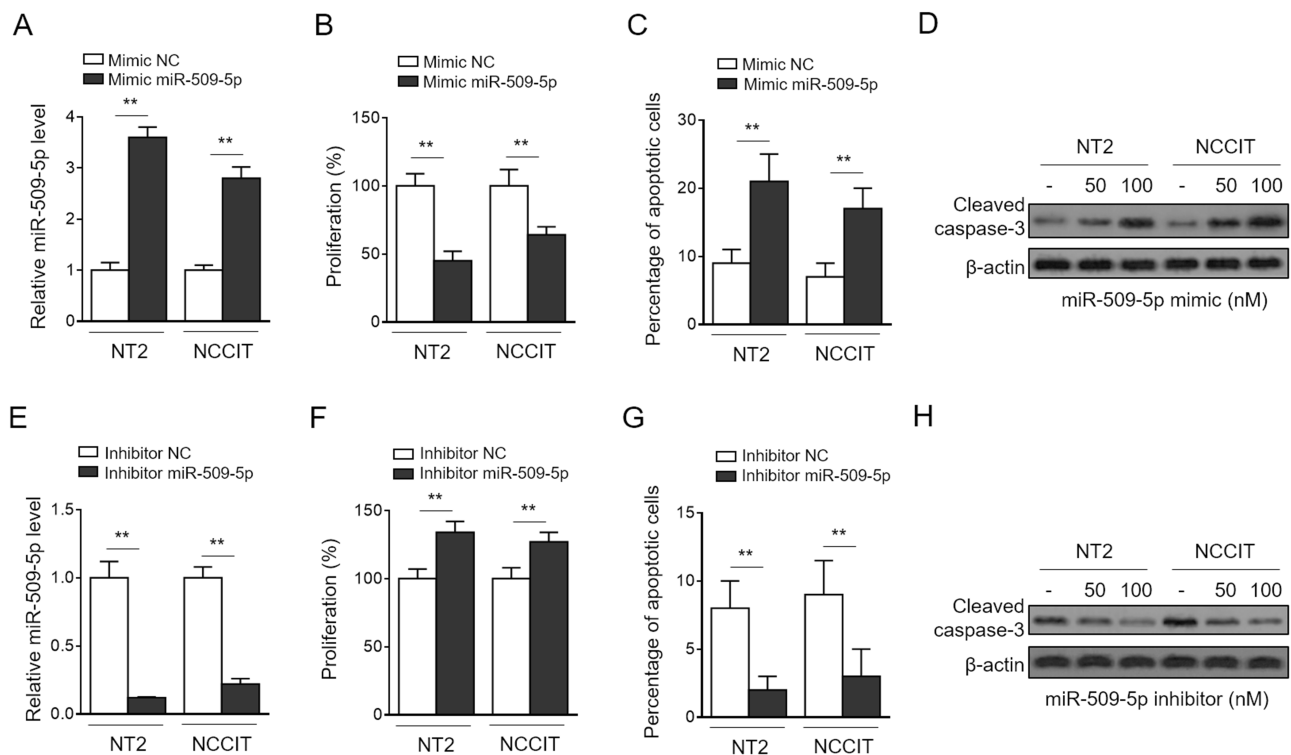 A
Mimic NC
Mimic miR-509-5p
Relative miR-509-5p level
4
3
2
1
0
**
**
NT2
NCCIT
B
Mimic NC
Mimic miR-509-5p
Proliferation (%)
150
100
50
0
**
**
NT2
NCCIT
C
Mimic NC
Mimic miR-509-5p
Percentage of apoptotic cells
30
20
10
0
**
**
NT2
NCCIT
D
NT2 NCCIT
- 50 100 - 50 100
Cleaved
caspase-3
β-actin
miR-509-5p mimic (nM)
E
Inhibitor NC
Inhibitor miR-509-5p
Relative miR-509-5p level
1.5
1.0
0.5
0.0
**
**
NT2
NCCIT
F
Inhibitor NC
Inhibitor miR-509-5p
Proliferation (%)
150
100
50
0
**
**
NT2
NCCIT
G
Inhibitor NC
Inhibitor miR-509-5p
Percentage of apoptotic cells
15
10
5
0
**
**
NT2
NCCIT
H
NT2 NCCIT
- 50 100 - 50 100
Cleaved
caspase-3
β-actin
miR-509-5p inhibitor (nM)